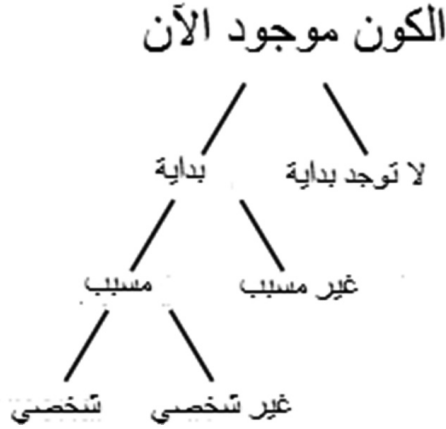 الكون موجود الآن
لا توجد بداية
بداية
غير مسبب
مسبب
غير شخصي
شخصي